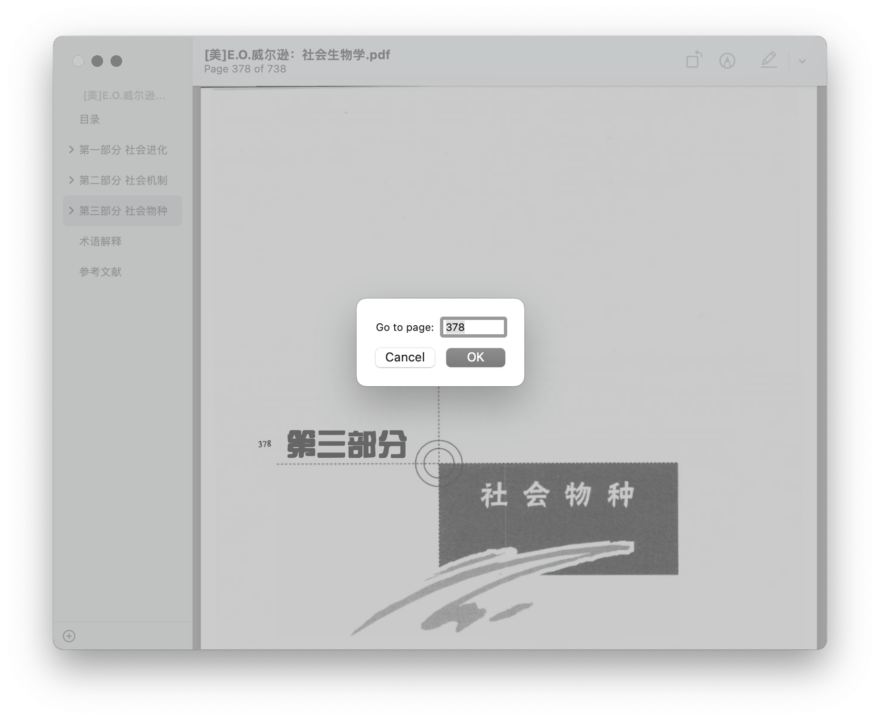 [美]E.O.威尔逊：社会生物学.pdf
Page 378 of 738
[美]E.O.威尔逊...
目录
第一部分 社会进化
第二部分 社会机制
第三部分 社会物种
术语解释
参考文献
Go to page: 378
Cancel OK
378 第三部分
社会物种